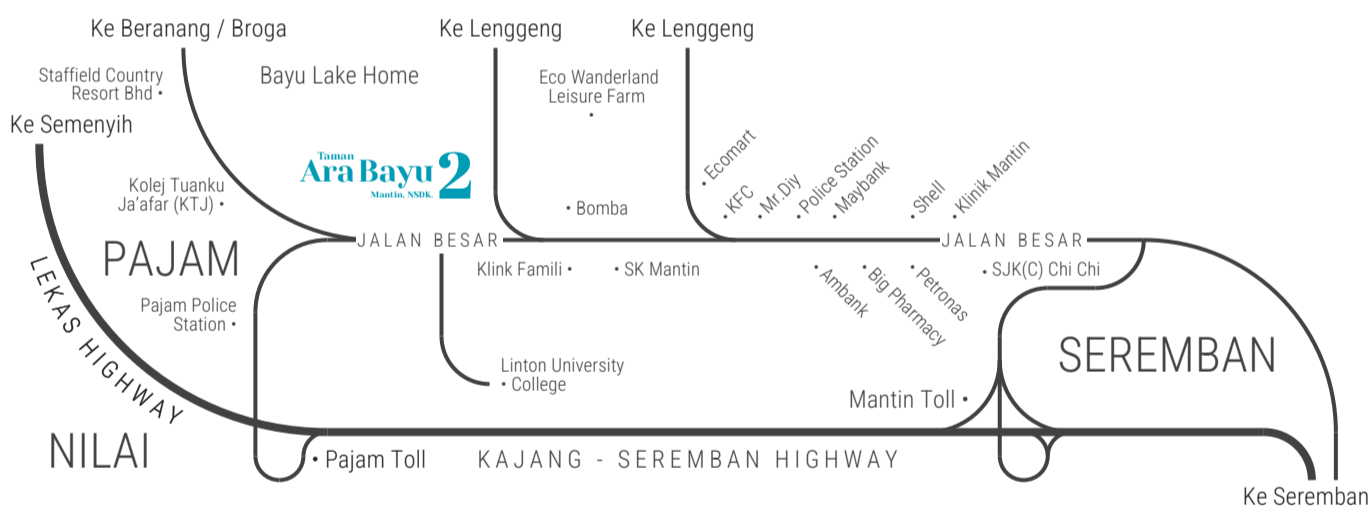 Ke Beranang / Broga
Ke Lenggeng
Ke Lenggeng
Staffield Country
Resort Bhd
Bayu Lake Home
Eco Wanderland
Leisure Farm
Ke Semenyih
Taman
Ara Bayu 2
Mantin, NSDK.
Kolej Tuanku
Ja'afar (KTJ)
Bomba
Ecomart
KFC
Mr.Diy
Police Station
Maybank
Shell
Klinik Mantin
JALAN BESAR
JALAN BESAR
PAJAM
Klink Famili
SK Mantin
Ambank
Big Pharmacy
Petronas
SJK(C) Chi Chi
LEKAS HIGHWAY
Pajam Police
Station
SEREMBAN
Linton University
College
Mantin Toll
NILAI
Pajam Toll
KAJANG - SEREMBAN HIGHWAY
Ke Seremban